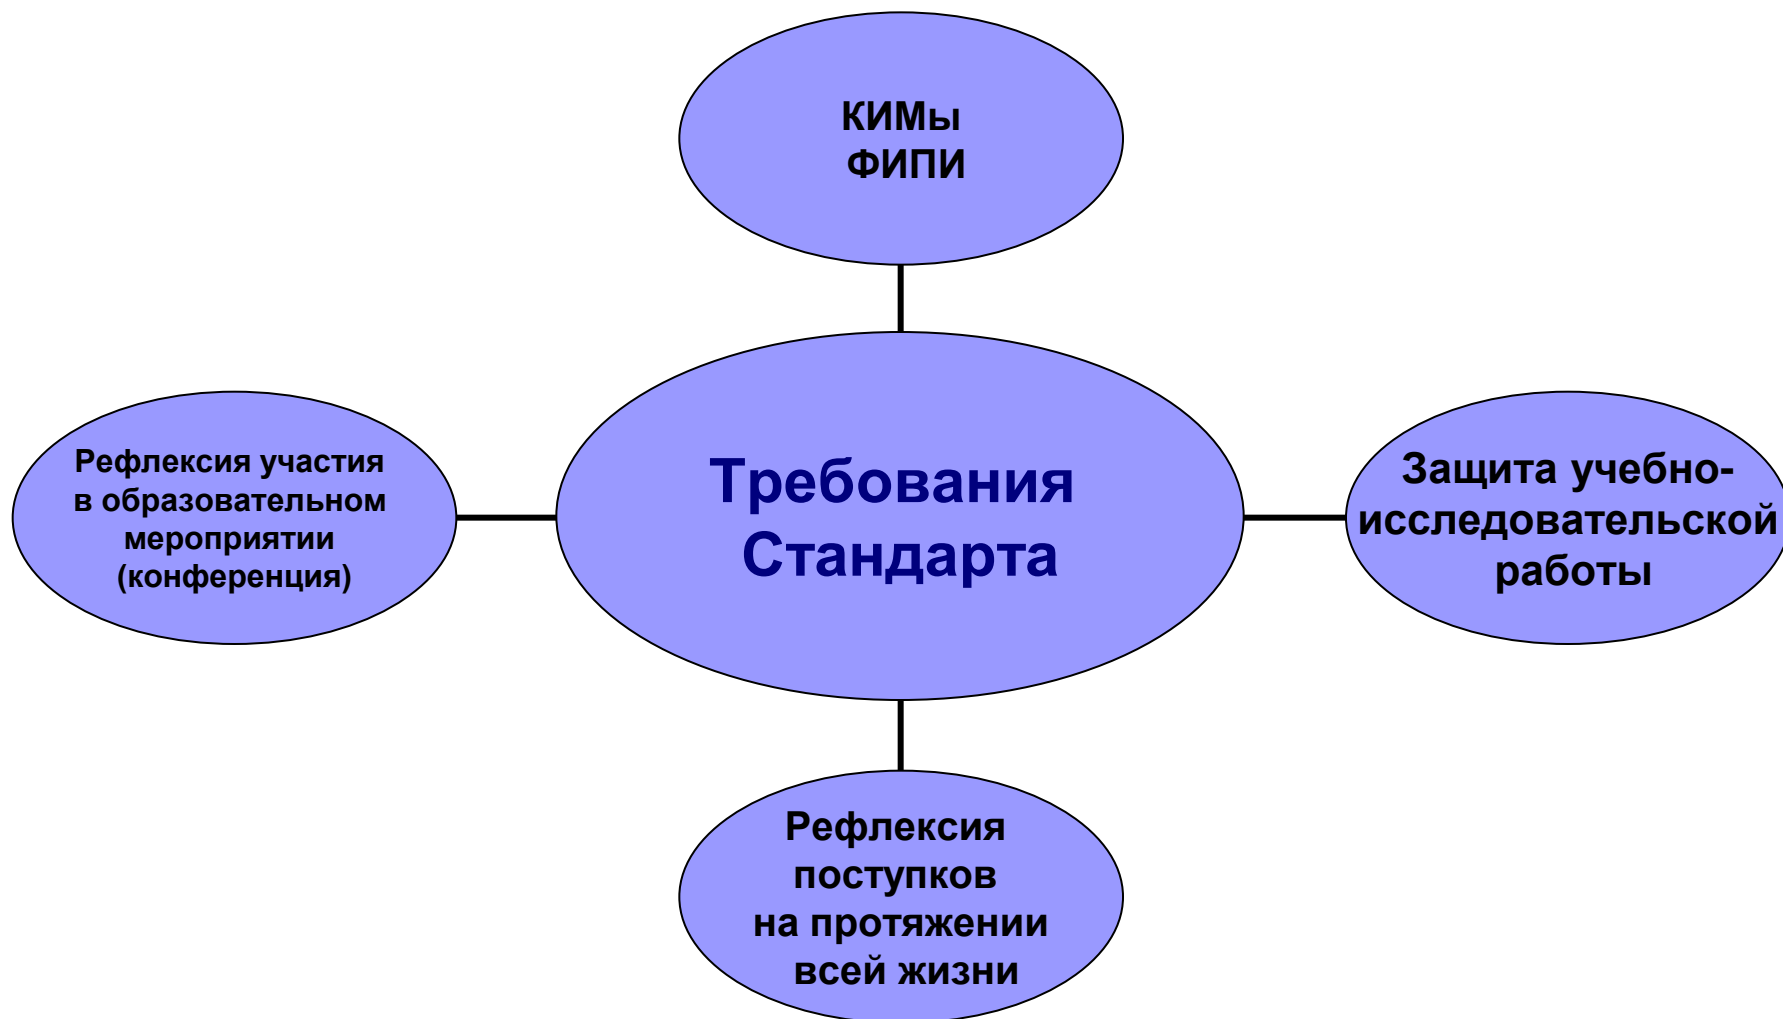 КИМы
ФИПИ
Рефлексия участия
в образовательном
мероприятии
(конференция)
Требования
Стандарта
Защита учебно-
исследовательской
работы
Рефлексия
поступков
на протяжении
всей жизни